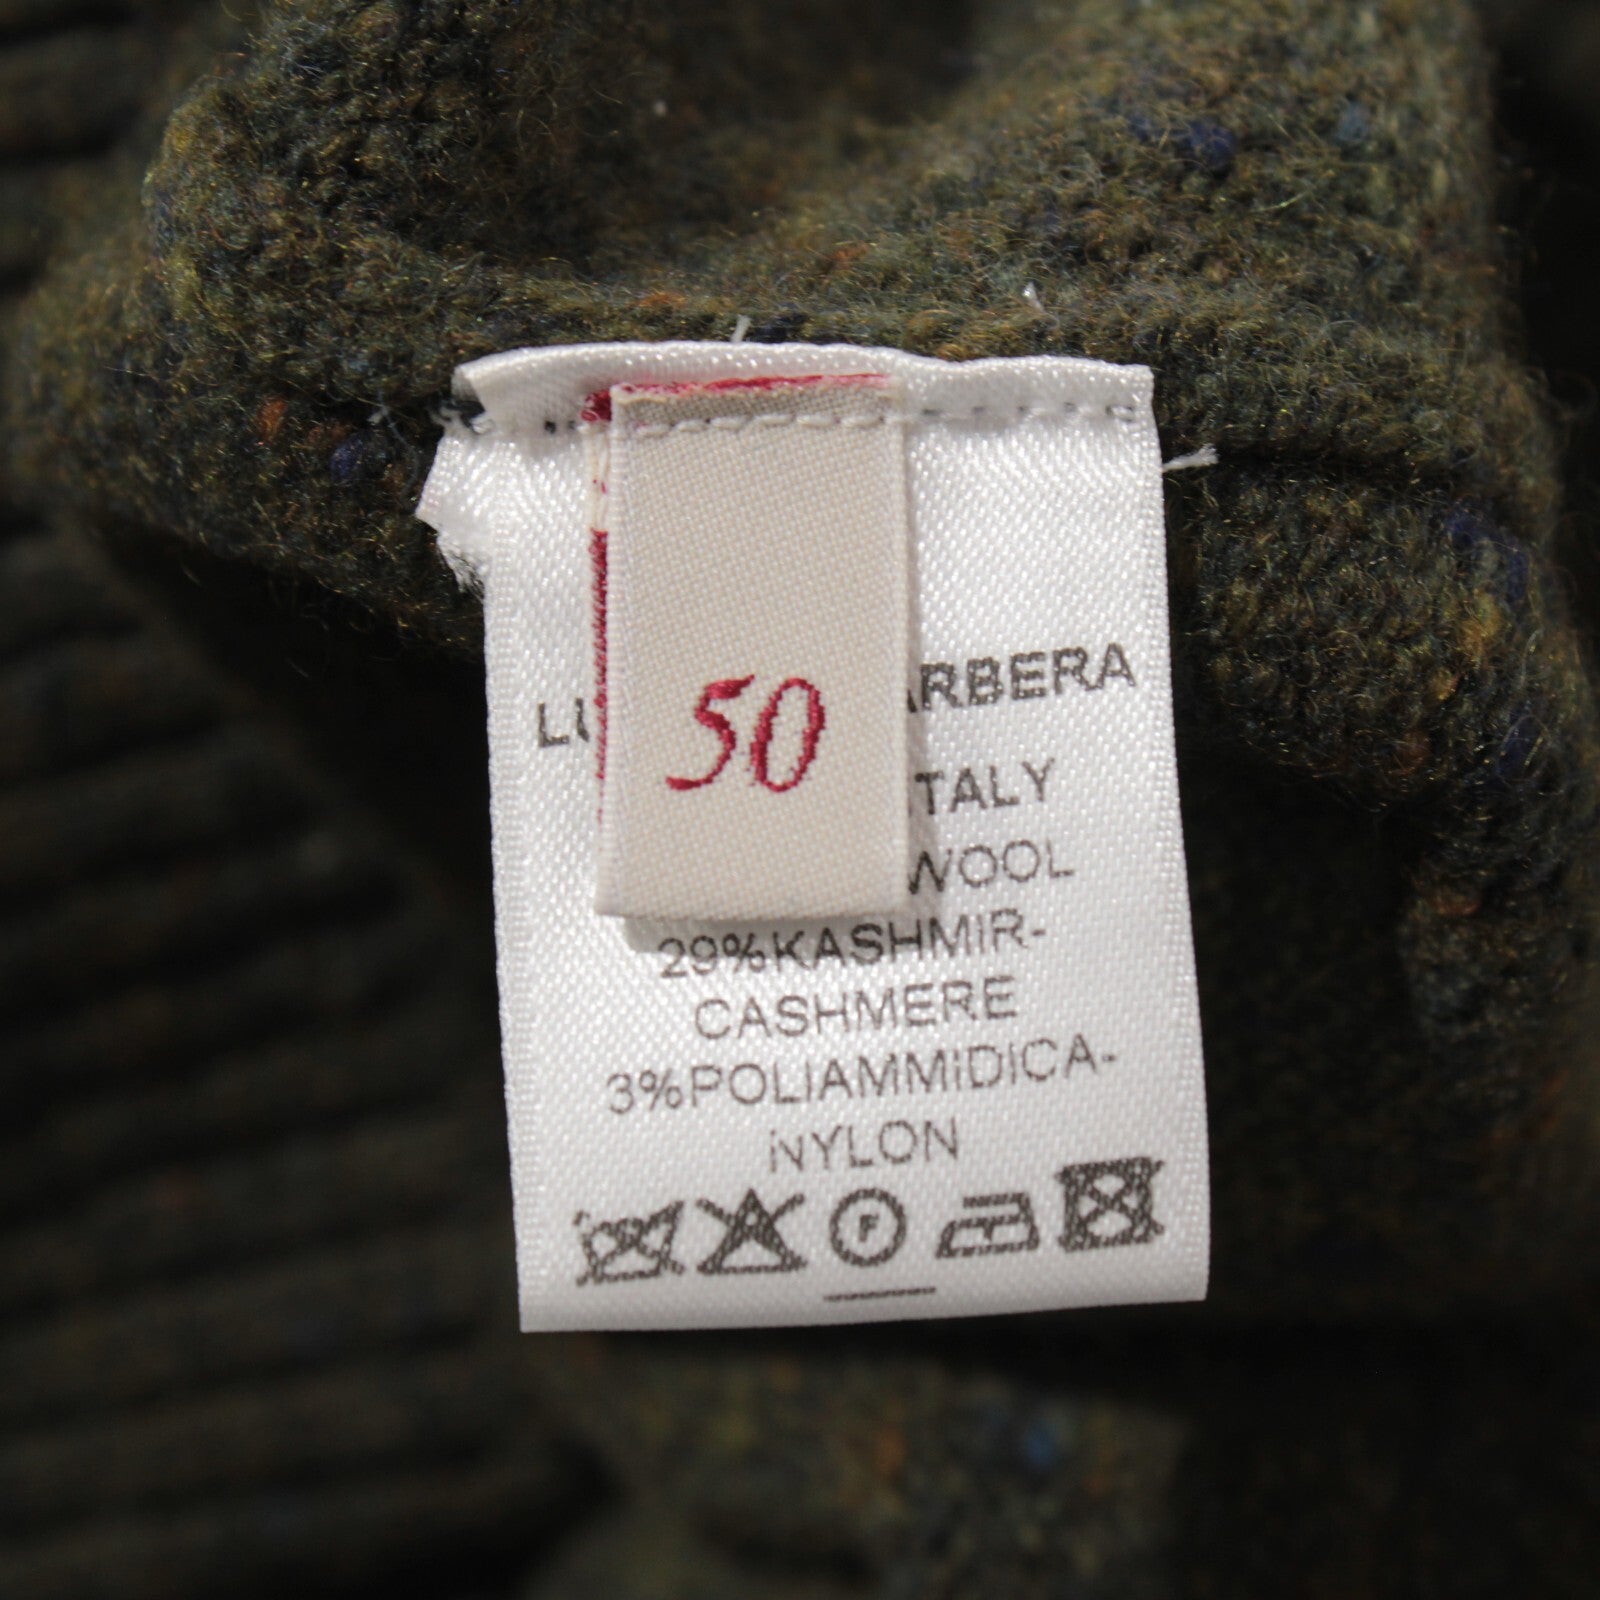 50
ARBERA
TALY
WOOL
29%KASHMIR-
CASHMERE
3%POLIAMMIDICA-
NYLON
F